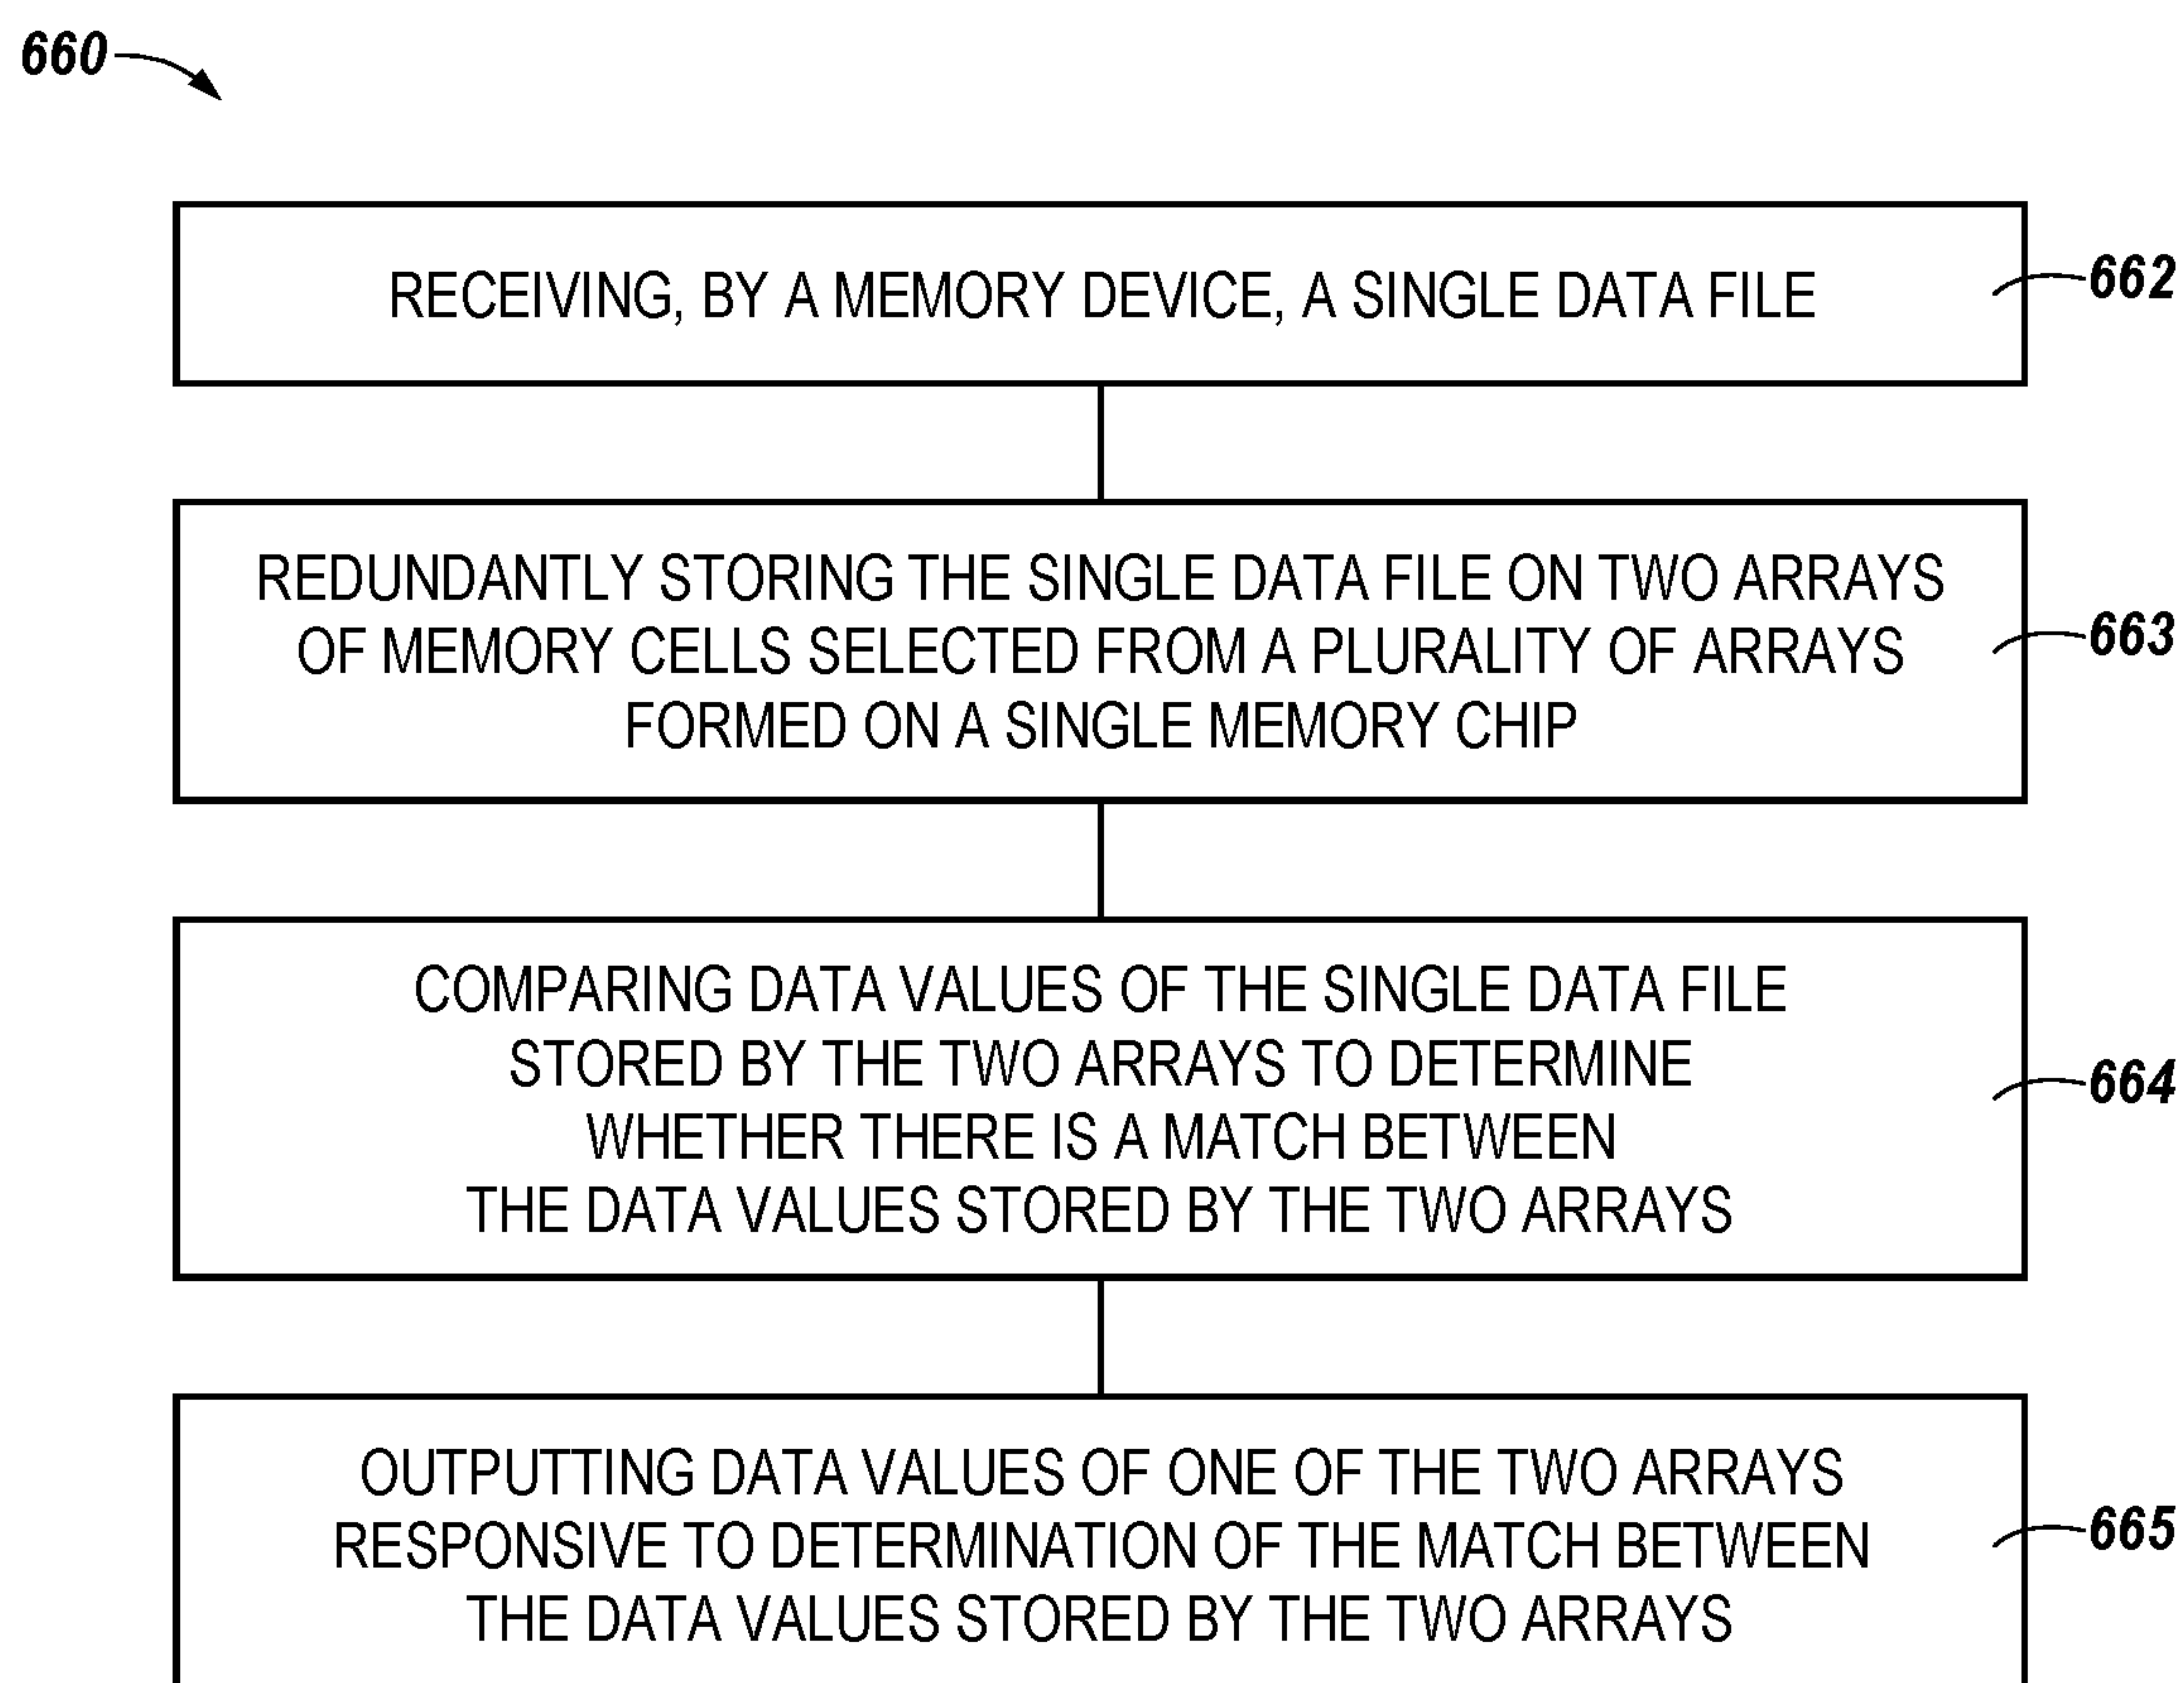 660
RECEIVING, BY A MEMORY DEVICE, A SINGLE DATA FILE
662
REDUNDANTLY STORING THE SINGLE DATA FILE ON TWO ARRAYS
OF MEMORY CELLS SELECTED FROM A PLURALITY OF ARRAYS
FORMED ON A SINGLE MEMORY CHIP
663
COMPARING DATA VALUES OF THE SINGLE DATA FILE
STORED BY THE TWO ARRAYS TO DETERMINE
WHETHER THERE IS A MATCH BETWEEN
THE DATA VALUES STORED BY THE TWO ARRAYS
664
OUTPUTTING DATA VALUES OF ONE OF THE TWO ARRAYS
RESPONSIVE TO DETERMINATION OF THE MATCH BETWEEN
THE DATA VALUES STORED BY THE TWO ARRAYS
665